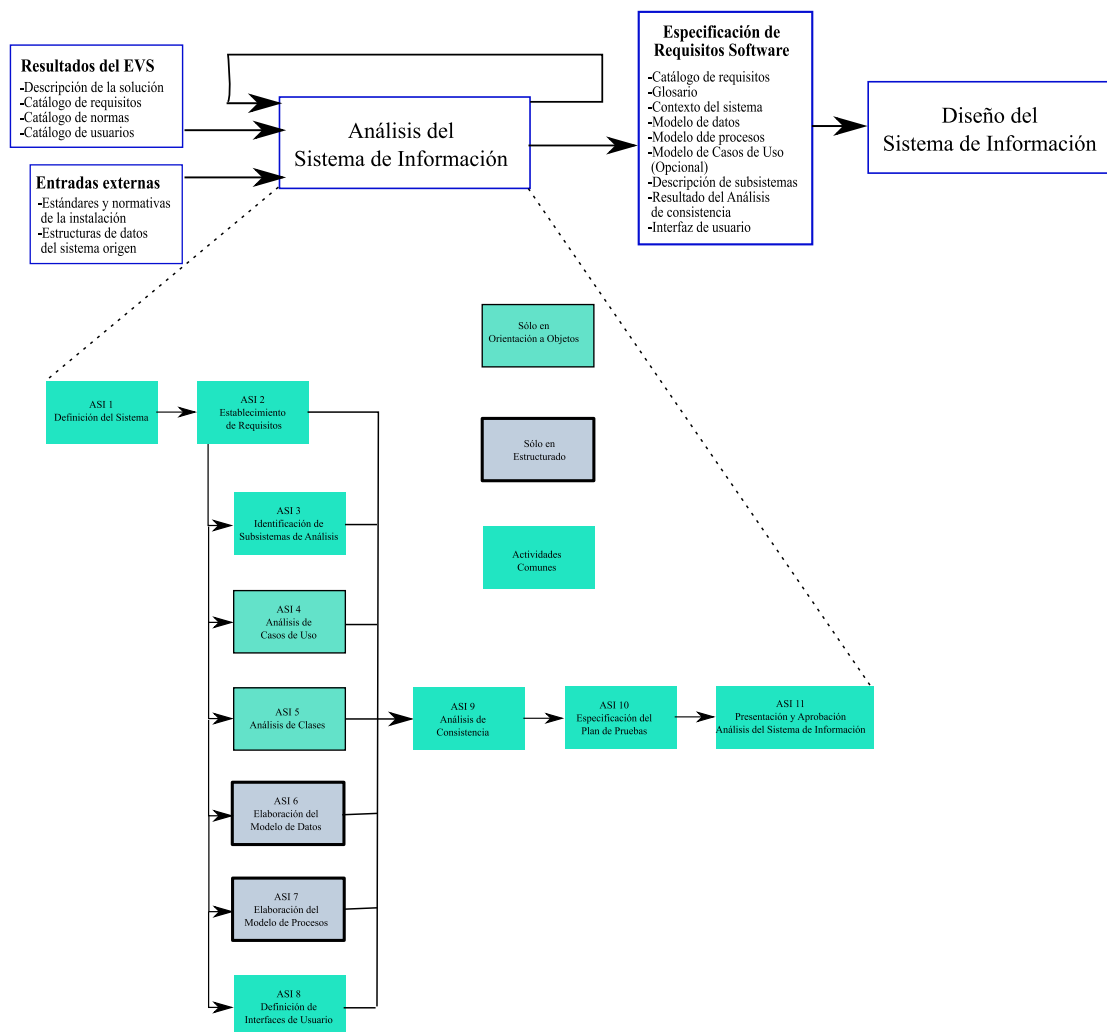 Resultados del EVS
-Descripción de la solución
-Catálogo de requisitos
-Catálogo de normas
-Catálogo de usuarios
Entradas externas
-Estándares y normativas
de la instalación
-Estructuras de datos
del sistema origen
Análisis del
Sistema de Información
Especificación de
Requisitos Software
-Catálogo de requisitos
-Glosario
-Contexto del sistema
-Modelo de datos
-Modelo dde procesos
-Modelo de Casos de Uso
(Opcional)
-Descripción de subsistemas
-Resultado del Análisis
de consistencia
-Interfaz de usuario
Diseño del
Sistema de Información
Sólo en
Orientación a Objetos
Sólo en
Estructurado
Actividades
Comunes
ASI 1
Definición del Sistema
ASI 2
Establecimiento
de Requisitos
ASI 3
Identificación de
Subsistemas de Análisis
ASI 4
Análisis de
Casos de Uso
ASI 5
Análisis de Clases
ASI 6
Elaboración del
Modelo de Datos
ASI 7
Elaboración del
Modelo de Procesos
ASI 8
Definición de
Interfaces de Usuario
ASI 9
Análisis de
Consistencia
ASI 10
Especificación del
Plan de Pruebas
ASI 11
Presentación y Aprobación
Análisis del Sistema de Información